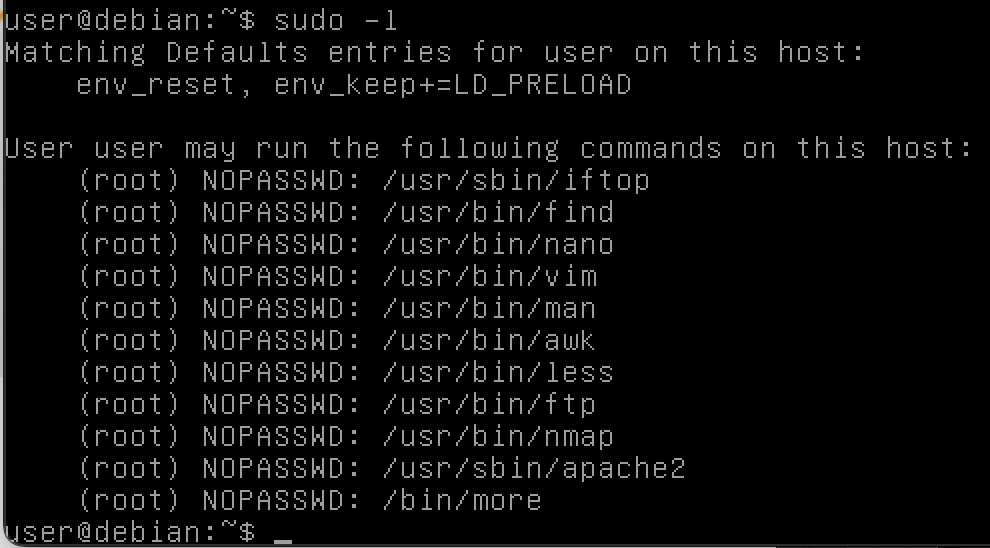 user@debian:~$ sudo -l
Matching Defaults entries for user on this host:
    env_reset, env_keep+=LD_PRELOAD

User user may run the following commands on this host:
    (root) NOPASSWD: /usr/sbin/iftop
    (root) NOPASSWD: /usr/bin/find
    (root) NOPASSWD: /usr/bin/nano
    (root) NOPASSWD: /usr/bin/vim
    (root) NOPASSWD: /usr/bin/man
    (root) NOPASSWD: /usr/bin/awk
    (root) NOPASSWD: /usr/bin/less
    (root) NOPASSWD: /usr/bin/ftp
    (root) NOPASSWD: /usr/bin/nmap
    (root) NOPASSWD: /usr/sbin/apache2
    (root) NOPASSWD: /bin/more
user@debian:~$ _